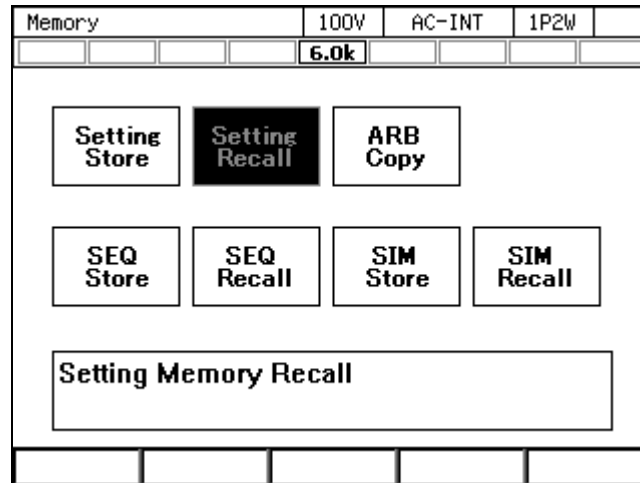 Memory 100V AC-INT 1P2W
6.0k
Setting Store
Setting Recall
ARB Copy
SEQ Store
SEQ Recall
SIM Store
SIM Recall
Setting Memory Recall